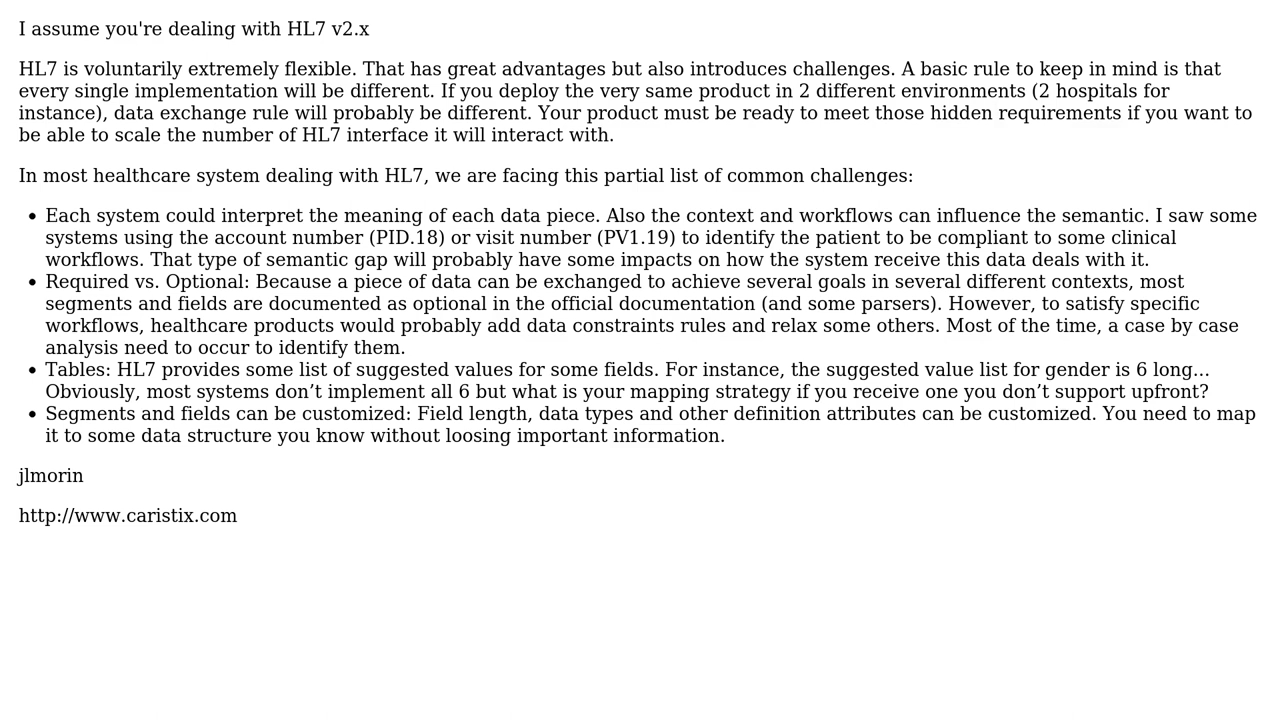 I assume you're dealing with HL7 v2.x
HL7 is voluntarily extremely flexible. That has great advantages but also introduces challenges. A basic rule to keep in mind is that
every single implementation will be different. If you deploy the very same product in 2 different environments (2 hospitals for
instance), data exchange rule will probably be different. Your product must be ready to meet those hidden requirements if you want to
be able to scale the number of HL7 interface it will interact with.
In most healthcare system dealing with HL7, we are facing this partial list of common challenges:
• Each system could interpret the meaning of each data piece. Also the context and workflows can influence the semantic. I saw some
systems using the account number (PID.18) or visit number (PV1.19) to identify the patient to be compliant to some clinical
workflows. That type of semantic gap will probably have some impacts on how the system receive this data deals with it.
• Required vs. Optional: Because a piece of data can be exchanged to achieve several goals in several different contexts, most
segments and fields are documented as optional in the official documentation (and some parsers). However, to satisfy specific
workflows, healthcare products would probably add data constraints rules and relax some others. Most of the time, a case by case
analysis need to occur to identify them.
• Tables: HL7 provides some list of suggested values for some fields. For instance, the suggested value list for gender is 6 long...
Obviously, most systems don’t implement all 6 but what is your mapping strategy if you receive one you don’t support upfront?
• Segments and fields can be customized: Field length, data types and other definition attributes can be customized. You need to map
it to some data structure you know without loosing important information.
jlmorin
http://www.caristix.com